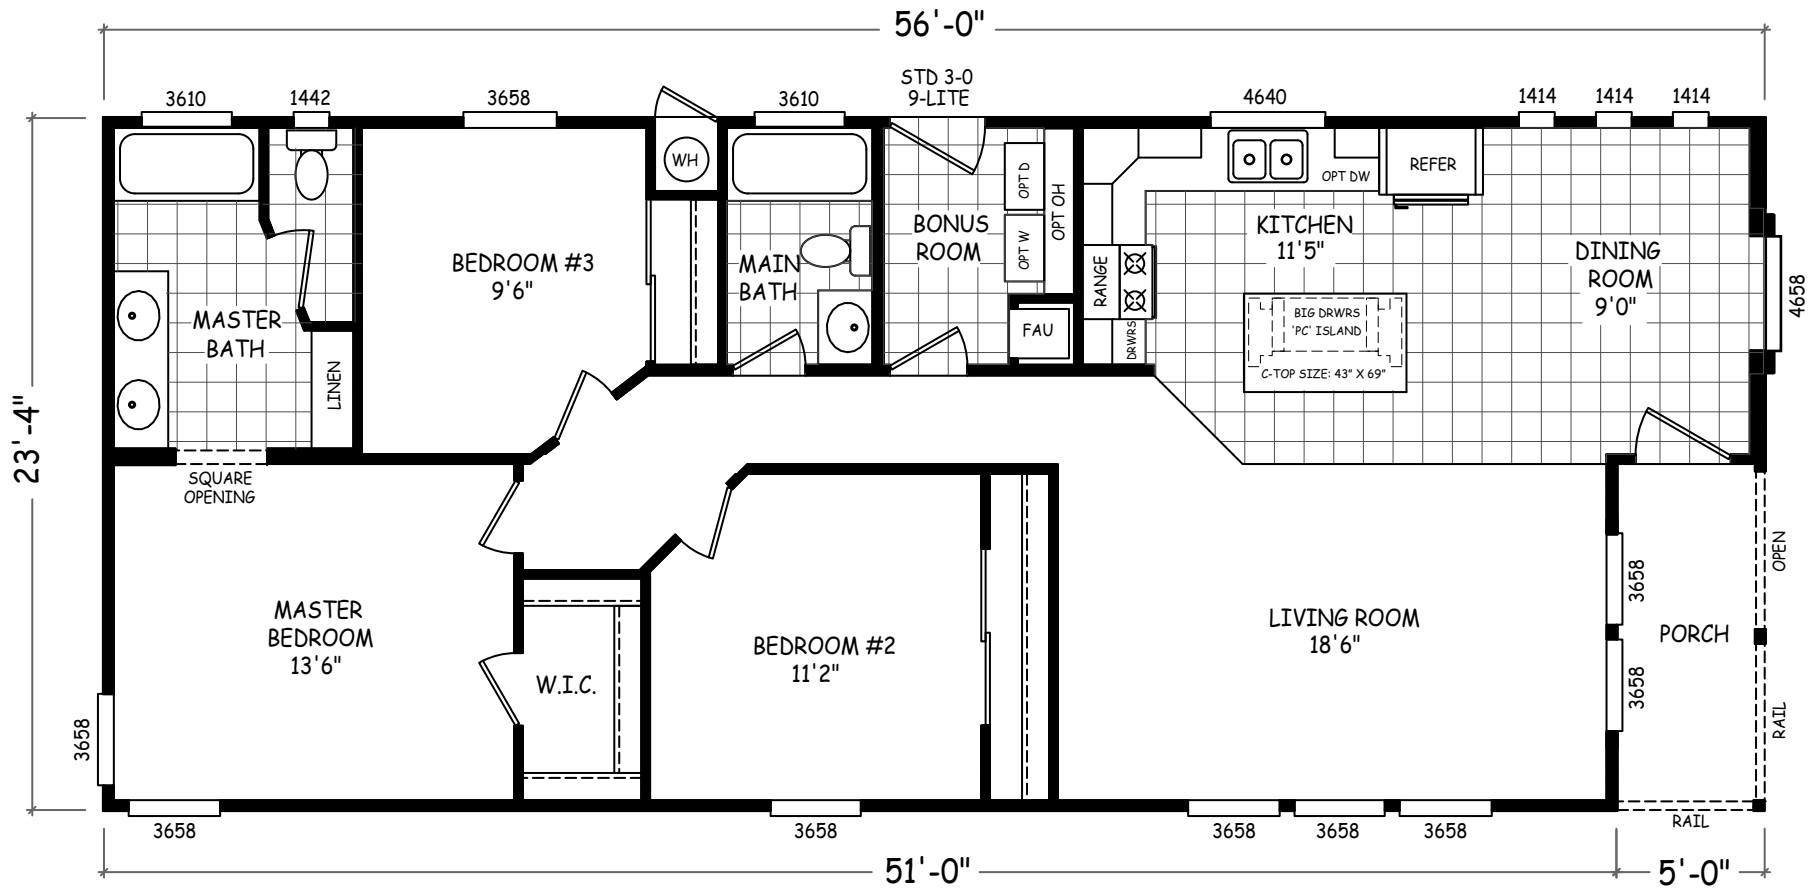 56'-0"
STD 3-0
9-LITE
3610
1442
3658
3610
4640
1414
1414
1414
WH
OPT D
OPT W
OPT OH
OPT DW
REFER
BEDROOM #3
9'6"
MAIN
BATH
BONUS
ROOM
KITCHEN
11'5"
DINING
ROOM
9'0"
4658
MASTER
BATH
LINEN
RANGE
DRWRS
FAU
BIG DRWRS
'PC' ISLAND
C-TOP SIZE: 43" X 69"
23'-4"
SQUARE
OPENING
MASTER
BEDROOM
13'6"
W.I.C.
BEDROOM #2
11'2"
LIVING ROOM
18'6"
3658
3658
PORCH
OPEN
RAIL
RAIL
3658
3658
3658
3658
3658
3658
51'-0"
5'-0"